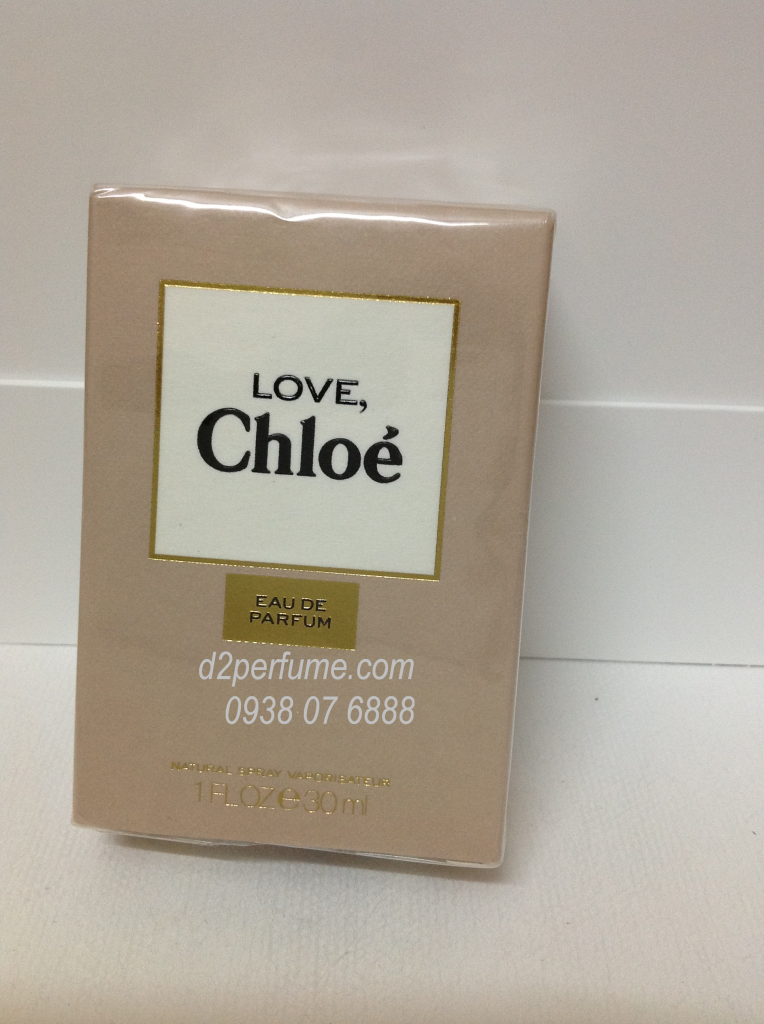 LOVE,
Chloé
EAU DE
PARFUM
d2perfume.com
0938 07 6888
NATURAL SPRAY VAPORISATEUR
1 FL OZ ℮ 30 ml